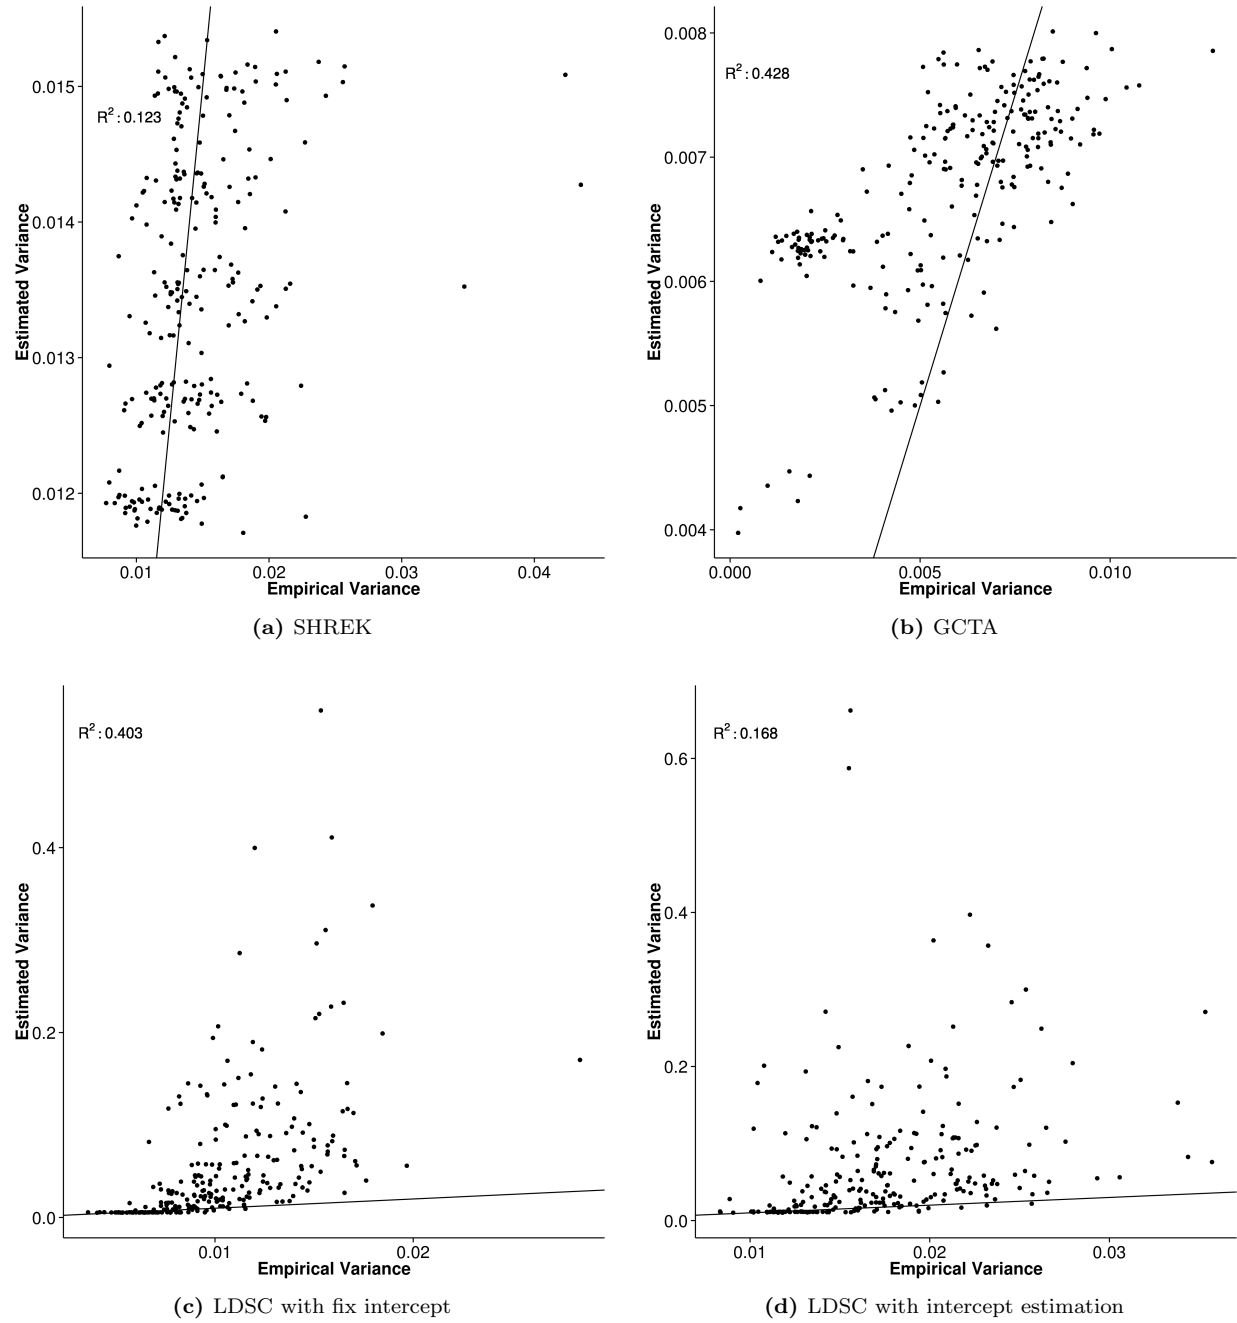 R²: 0.123
0.015
0.014
0.013
0.012
Estimated Variance
0.01 0.02 0.03 0.04
Empirical Variance
(a) SHREK
R²: 0.428
0.008
0.007
0.006
0.005
0.004
Estimated Variance
0.000 0.005 0.010
Empirical Variance
(b) GCTA
R²: 0.403
0.4
0.2
0.0
Estimated Variance
0.01 0.02
Empirical Variance
(c) LDSC with fix intercept
R²: 0.168
0.6
0.4
0.2
0.0
Estimated Variance
0.01 0.02 0.03
Empirical Variance
(d) LDSC with intercept estimation